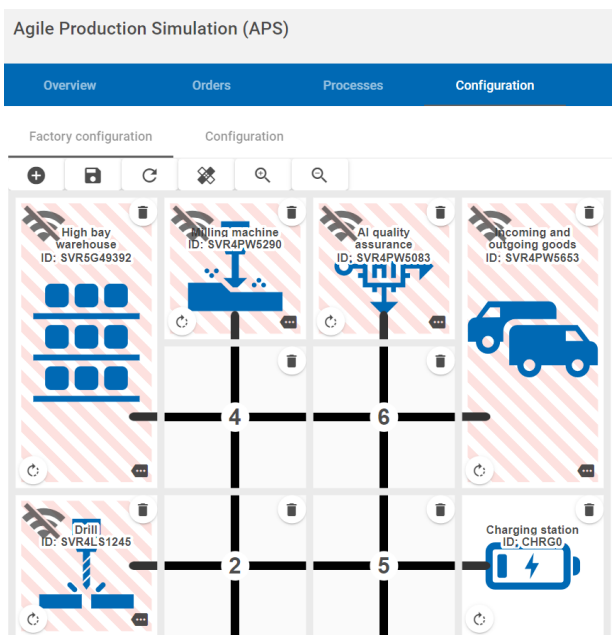 Agile Production Simulation (APS)
Overview Orders Processes Configuration
Factory configuration Configuration
High bay
warehouse
ID: SVR5G49392
Milling machine
ID: SVR4PW5290
AI quality
assurance
ID: SVR4PW5083
Incoming and
outgoing goods
ID: SVR4PW5653
4
6
Drill
ID: SVR4LS1245
2
5
Charging station
ID: CHRG0